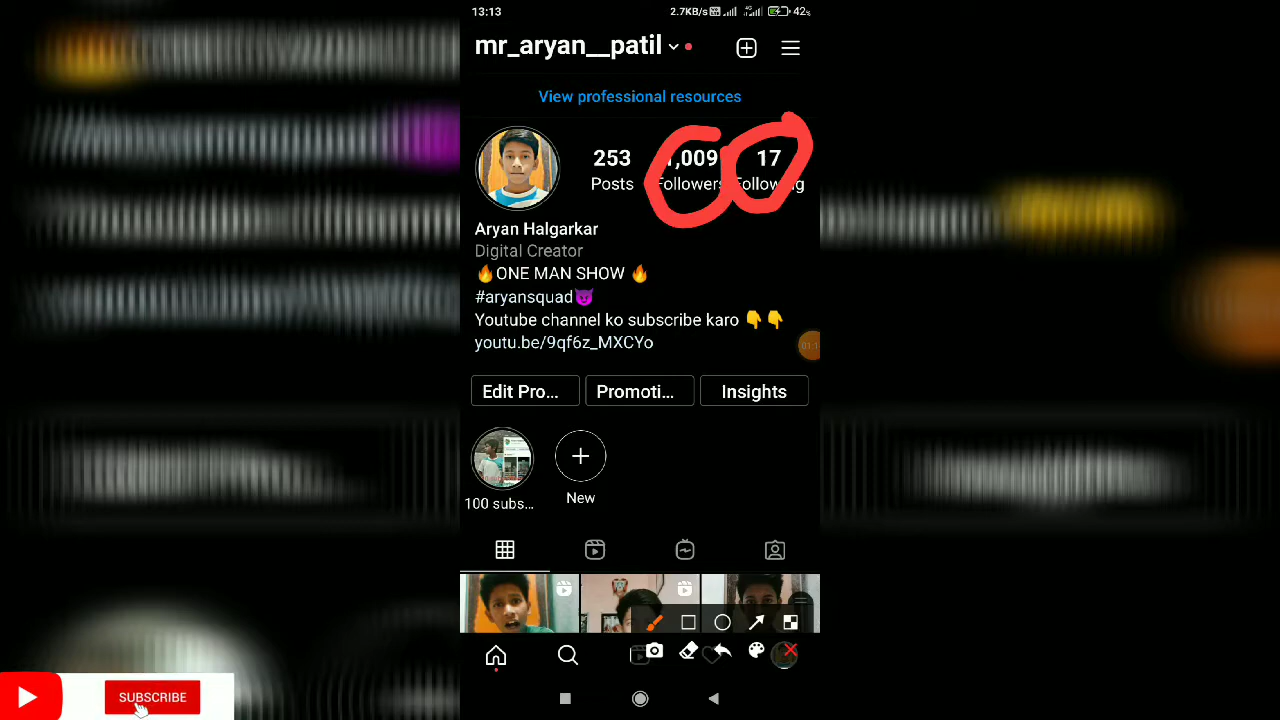 13:13
2.7KB/s
4G
42%
mr_aryan__patil
View professional resources
253
,009
17
Posts
Followers
Following
Aryan Halgarkar
Digital Creator
🔥ONE MAN SHOW 🔥
#aryansquad😈
Youtube channel ko subscribe karo 👇👇
youtu.be/9qf6z_MXCYo
Edit Pro...
Promoti...
Insights
100 subs...
New
SUBSCRIBE